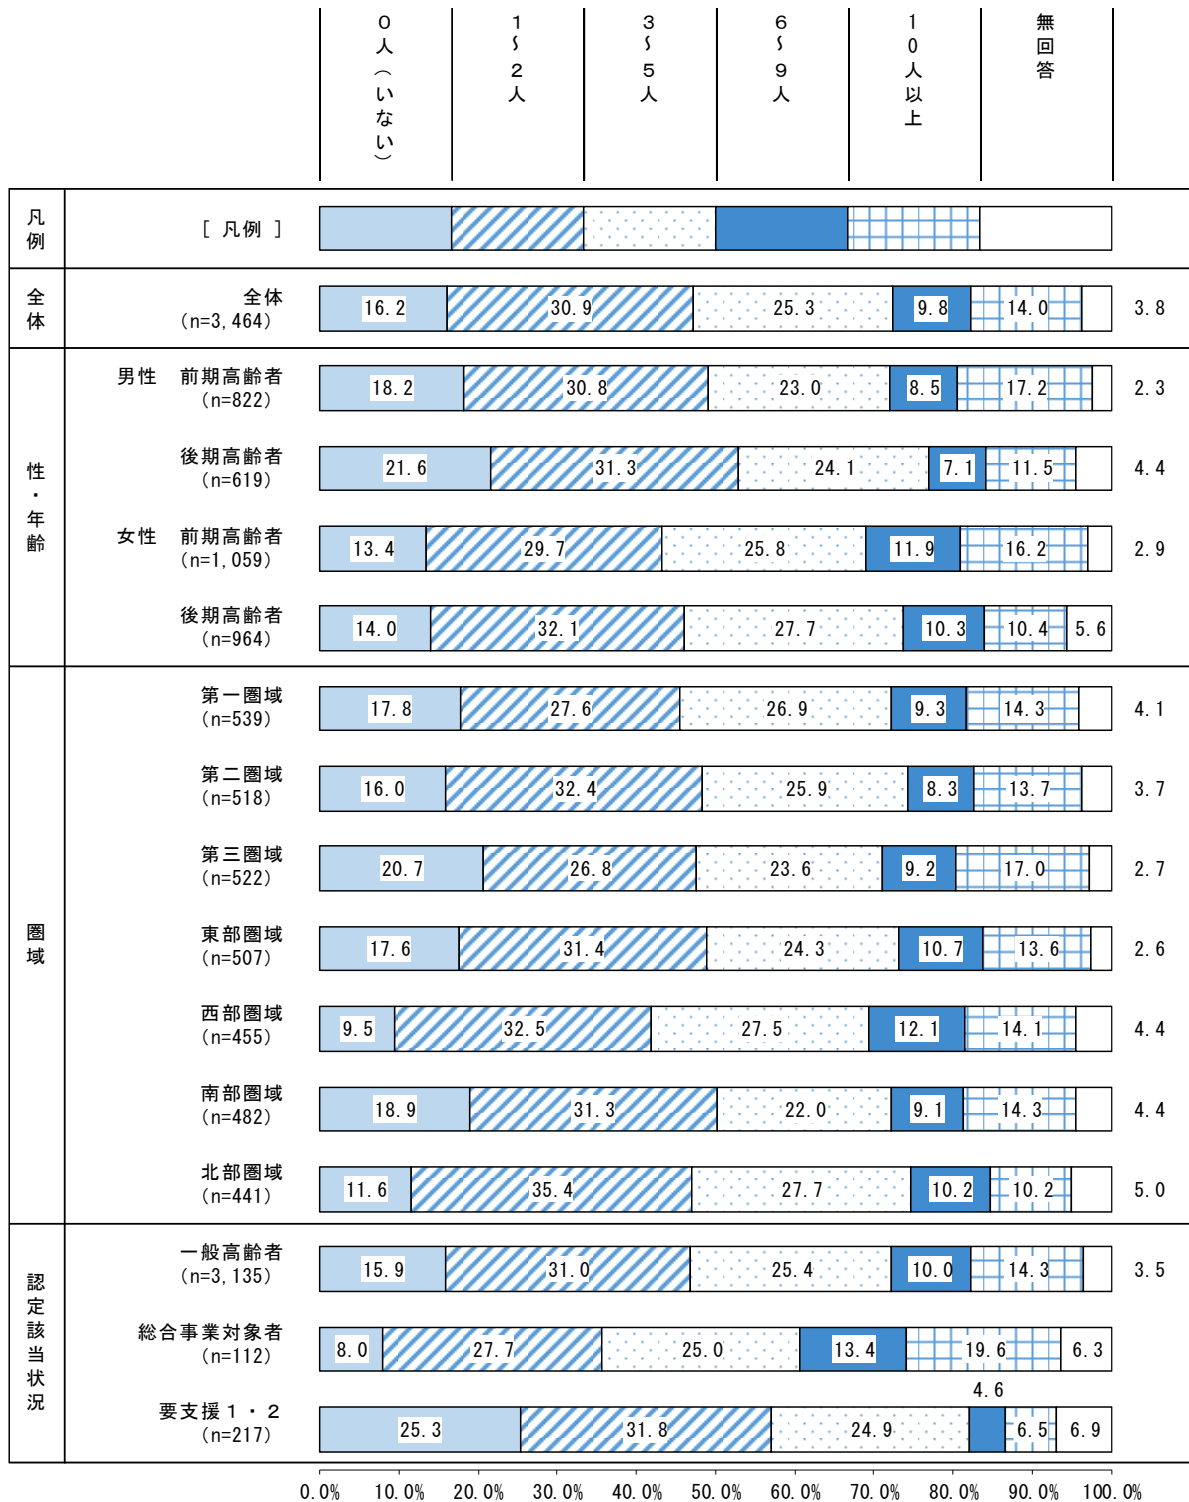 0人（いない）
1～2人
3～5人
6～9人
10人以上
無回答
凡例
[ 凡例 ]
全体
全体
(n=3,464)
16.2 30.9 25.3 9.8 14.0 3.8
性・年齢
男性 前期高齢者
(n=822)
18.2 30.8 23.0 8.5 17.2 2.3
後期高齢者
(n=619)
21.6 31.3 24.1 7.1 11.5 4.4
女性 前期高齢者
(n=1,059)
13.4 29.7 25.8 11.9 16.2 2.9
後期高齢者
(n=964)
14.0 32.1 27.7 10.3 10.4 5.6
圏域
第一圏域
(n=539)
17.8 27.6 26.9 9.3 14.3 4.1
第二圏域
(n=518)
16.0 32.4 25.9 8.3 13.7 3.7
第三圏域
(n=522)
20.7 26.8 23.6 9.2 17.0 2.7
東部圏域
(n=507)
17.6 31.4 24.3 10.7 13.6 2.6
西部圏域
(n=455)
9.5 32.5 27.5 12.1 14.1 4.4
南部圏域
(n=482)
18.9 31.3 22.0 9.1 14.3 4.4
北部圏域
(n=441)
11.6 35.4 27.7 10.2 10.2 5.0
認定該当状況
一般高齢者
(n=3,135)
15.9 31.0 25.4 10.0 14.3 3.5
総合事業対象者
(n=112)
8.0 27.7 25.0 13.4 19.6 6.3
要支援１・２
(n=217)
25.3 31.8 24.9 4.6 6.5 6.9
0.0% 10.0% 20.0% 30.0% 40.0% 50.0% 60.0% 70.0% 80.0% 90.0% 100.0%